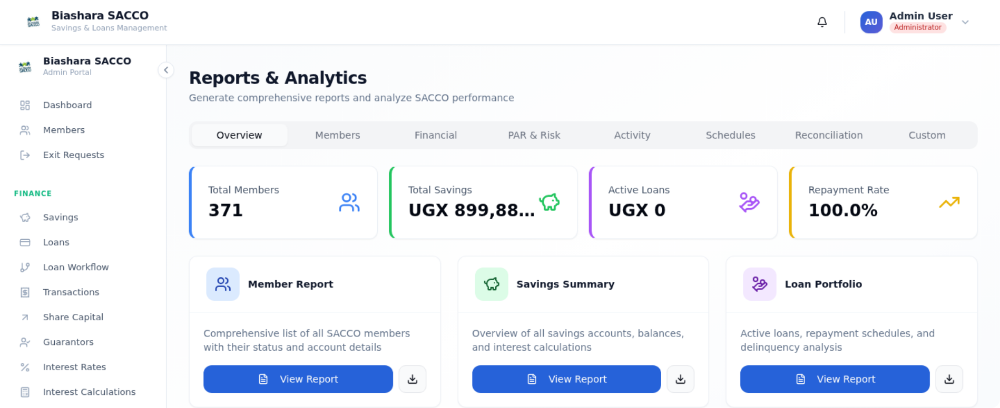 Biashara SACCO
Savings & Loans Management
AU
Admin User
Administrator
Biashara SACCO
Admin Portal
Dashboard
Members
Exit Requests
FINANCE
Savings
Loans
Loan Workflow
Transactions
Share Capital
Guarantors
Interest Rates
Interest Calculations
Reports & Analytics
Generate comprehensive reports and analyze SACCO performance
Overview Members Financial PAR & Risk Activity Schedules Reconciliation Custom
Total Members
371
Total Savings
UGX 899,88...
Active Loans
UGX 0
Repayment Rate
100.0%
Member Report
Comprehensive list of all SACCO members
with their status and account details
View Report
Savings Summary
Overview of all savings accounts, balances,
and interest calculations
View Report
Loan Portfolio
Active loans, repayment schedules, and
delinquency analysis
View Report